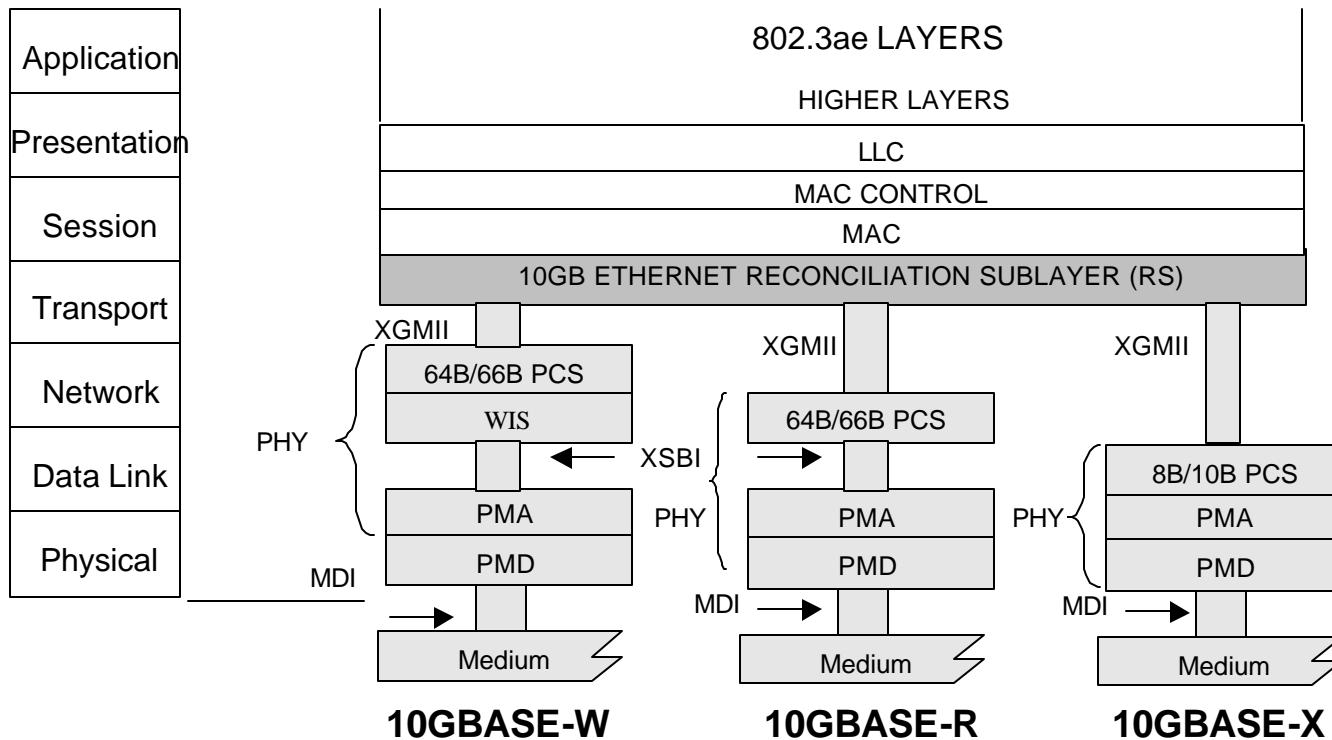 Application
Presentation
Session
Transport
Network
Data Link
Physical
802.3ae LAYERS
HIGHER LAYERS
LLC
MAC CONTROL
MAC
10GB ETHERNET RECONCILIATION SUBLAYER (RS)
XGMII
64B/66B PCS
WIS
PHY
PMA
PMD
MDI
Medium
10GBASE-W
XSBI
XGMII
64B/66B PCS
PHY
PMA
PMD
MDI
Medium
10GBASE-R
XGMII
8B/10B PCS
PHY
PMA
PMD
MDI
Medium
10GBASE-X